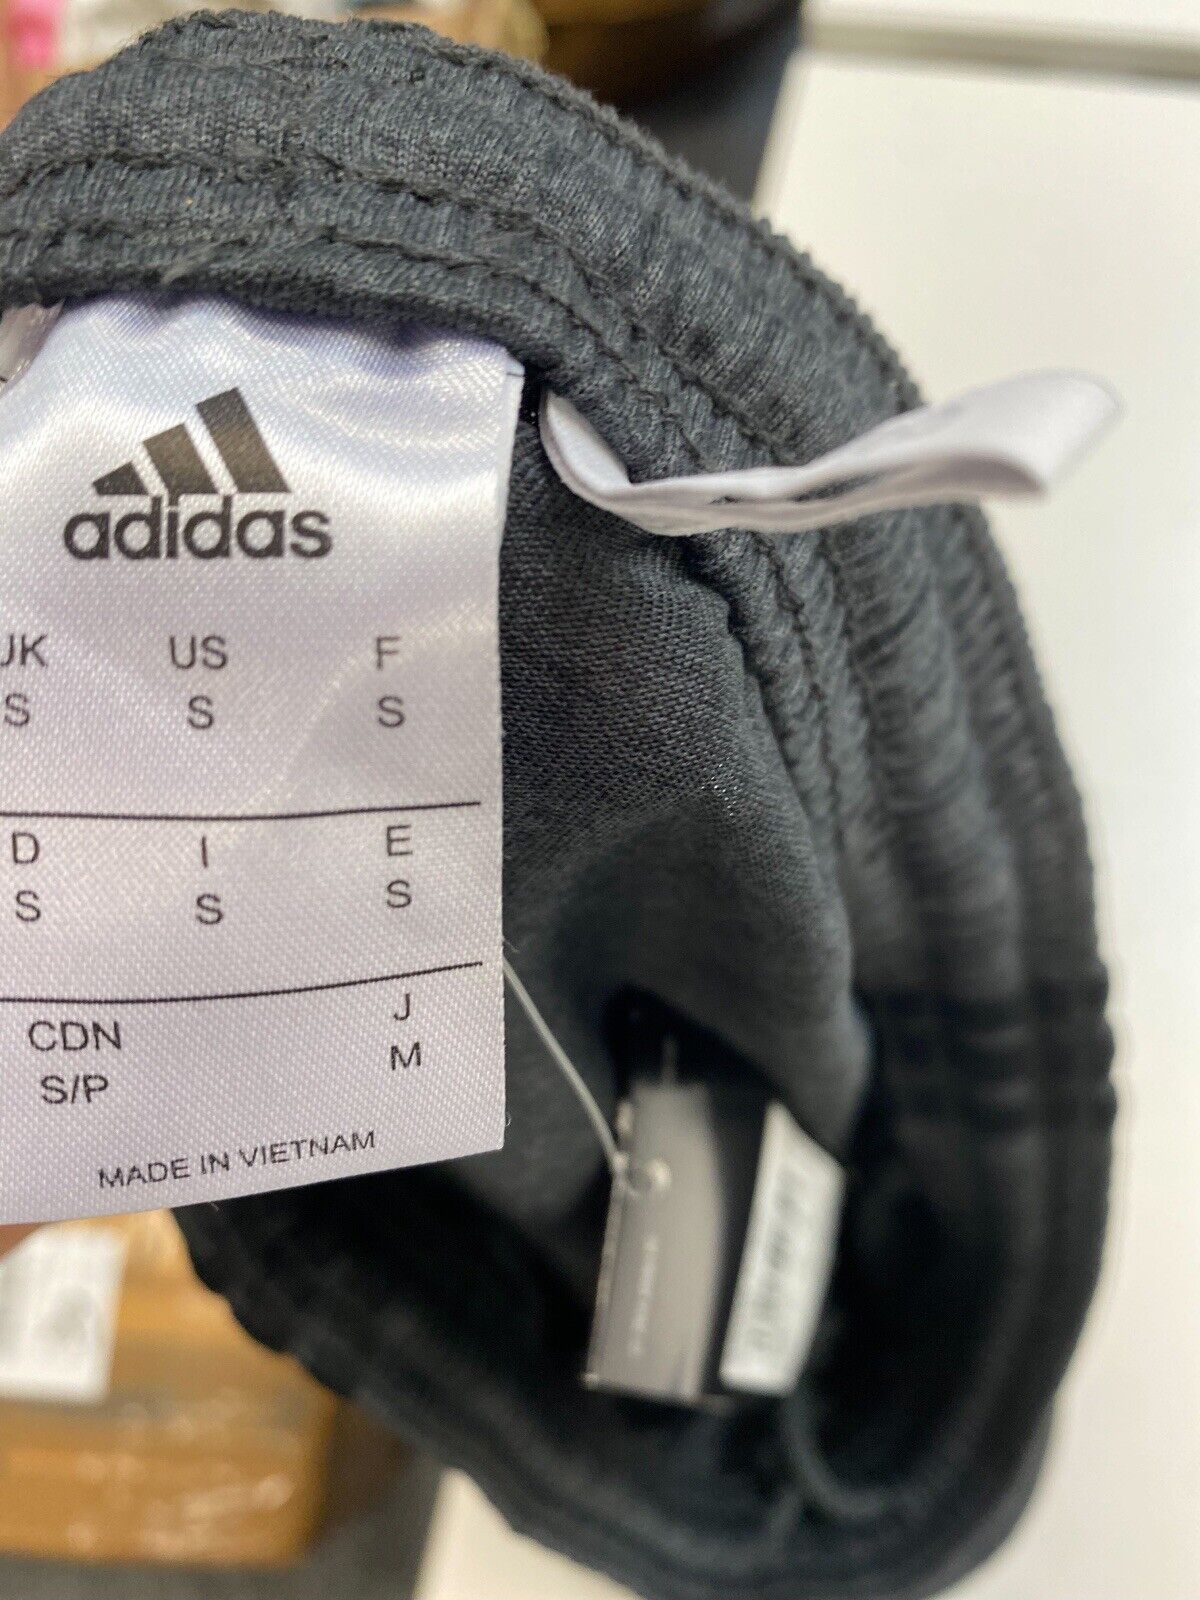 adidas
UK US F
S S S
D I E
S S S
CDN J
S/P M
MADE IN VIETNAM